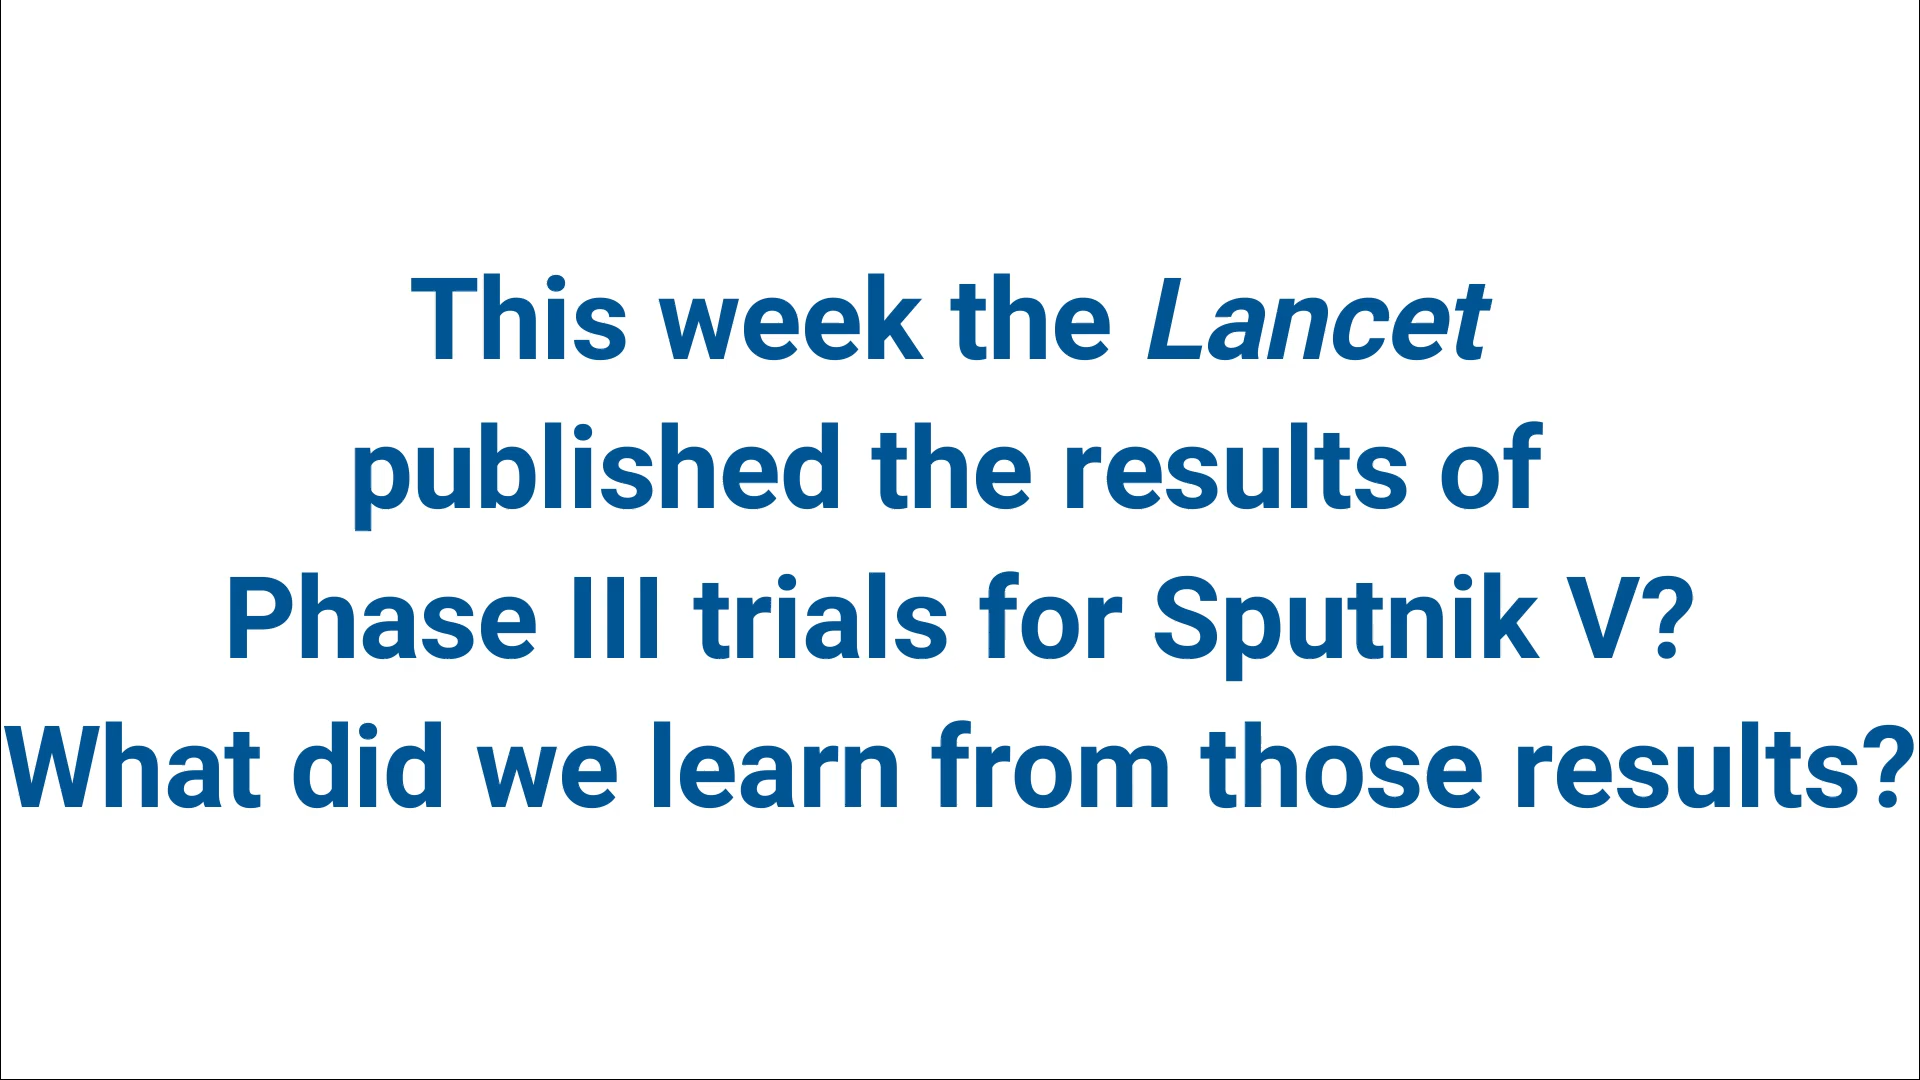 This week the Lancet
published the results of
Phase III trials for Sputnik V?
What did we learn from those results?